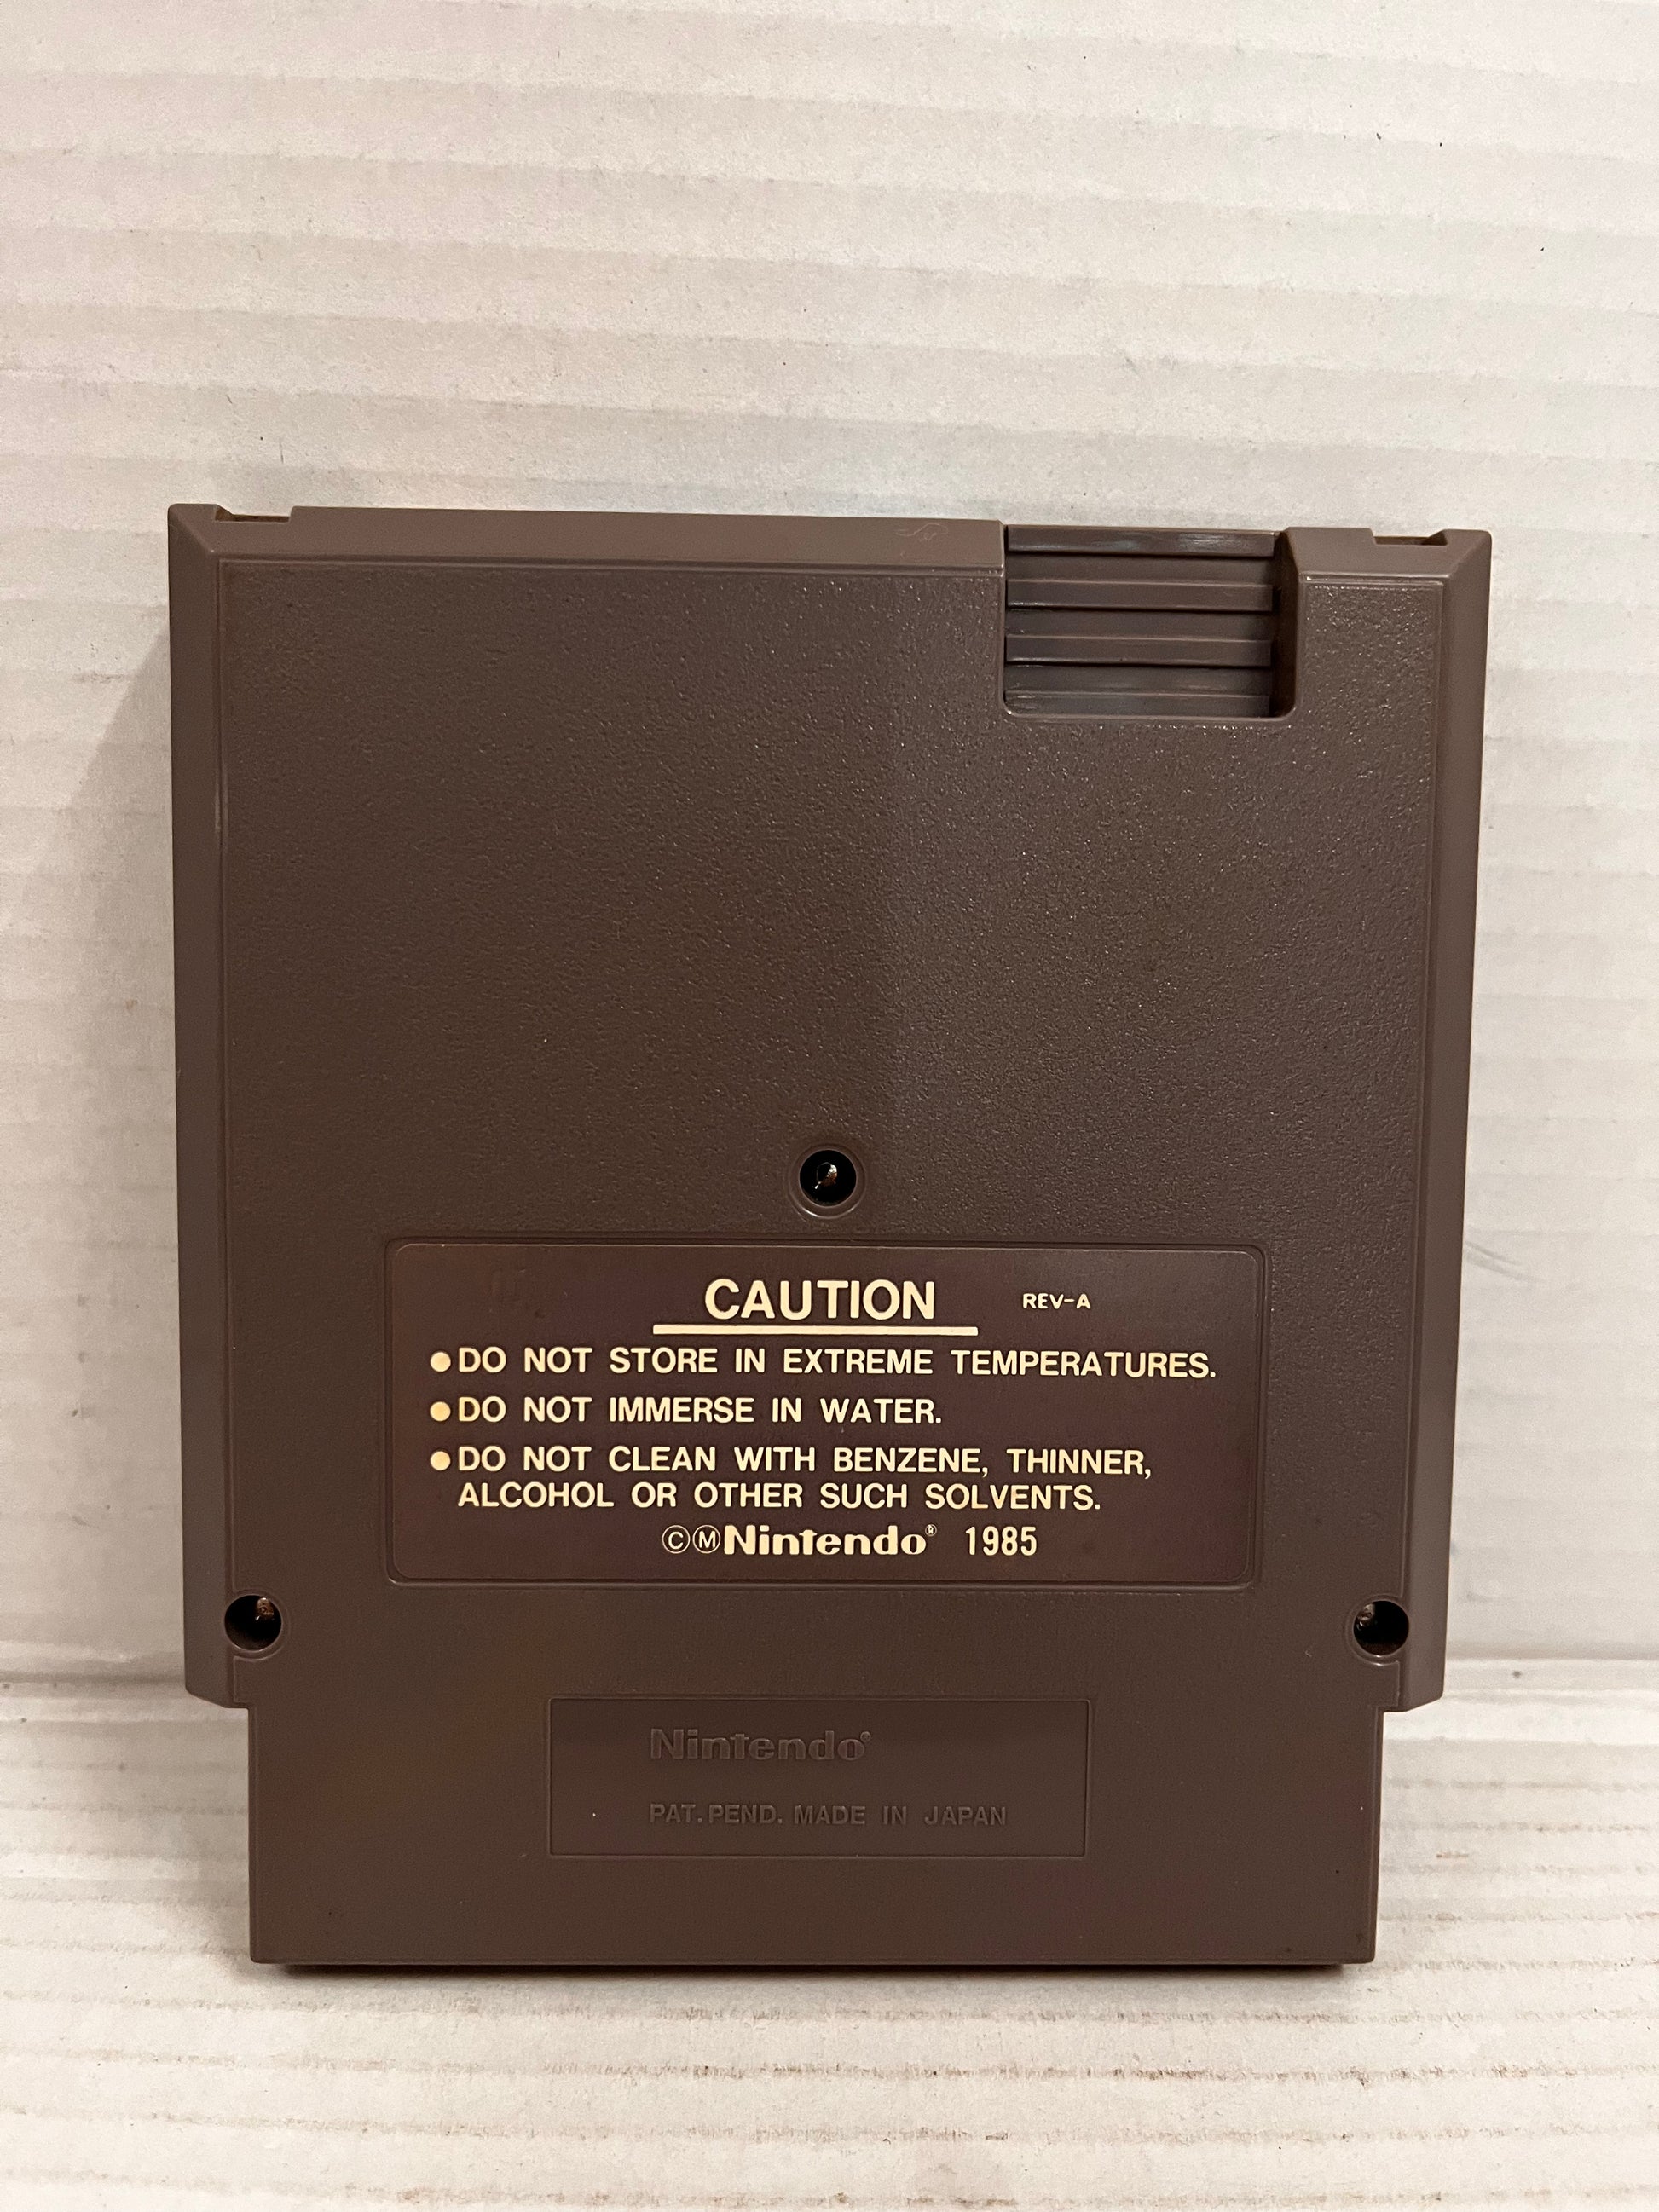 CAUTION REV-A
●DO NOT STORE IN EXTREME TEMPERATURES.
●DO NOT IMMERSE IN WATER.
●DO NOT CLEAN WITH BENZENE, THINNER,
ALCOHOL OR OTHER SUCH SOLVENTS.
©ⓂNintendo® 1985
Nintendo®
PAT. PEND. MADE IN JAPAN